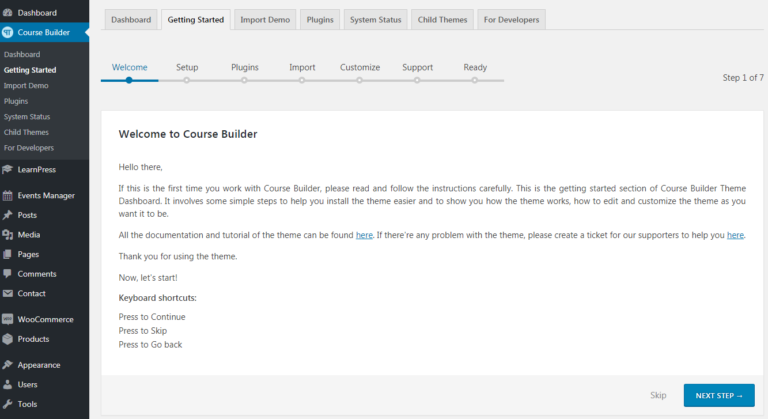 Dashboard
Course Builder
Dashboard
Getting Started
Import Demo
Plugins
System Status
Child Themes
For Developers
LearnPress
Events Manager
Posts
Media
Pages
Comments
Contact
WooCommerce
Products
Appearance
Users
Tools
Dashboard Getting Started Import Demo Plugins System Status Child Themes For Developers
Welcome Setup Plugins Import Customize Support Ready
Step 1 of 7
Welcome to Course Builder
Hello there,
If this is the first time you work with Course Builder, please read and follow the instructions carefully. This is the getting started section of Course Builder Theme
Dashboard. It involves some simple steps to help you install the theme easier and to show you how the theme works, how to edit and customize the theme as you
want it to be.
All the documentation and tutorial of the theme can be found here. If there're any problem with the theme, please create a ticket for our supporters to help you here.
Thank you for using the theme.
Now, let's start!
Keyboard shortcuts:
Press to Continue
Press to Skip
Press to Go back
Skip NEXT STEP →